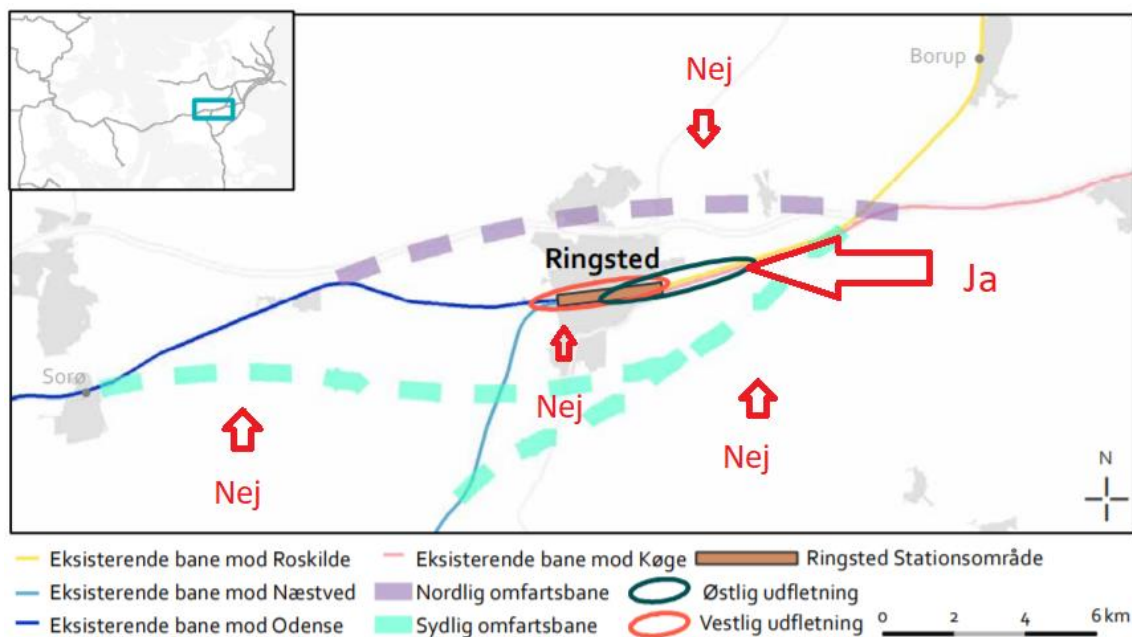 Nej
Borup
Ringsted
Ja
Sorø
Nej
Nej
Nej
N
Eksisterende bane mod Roskilde
Eksisterende bane mod Køge
Ringsted Stationsområde
Eksisterende bane mod Næstved
Nordlig omfartsbane
Østlig udfletning
Eksisterende bane mod Odense
Sydlig omfartsbane
Vestlig udfletning
0 2 4 6 km